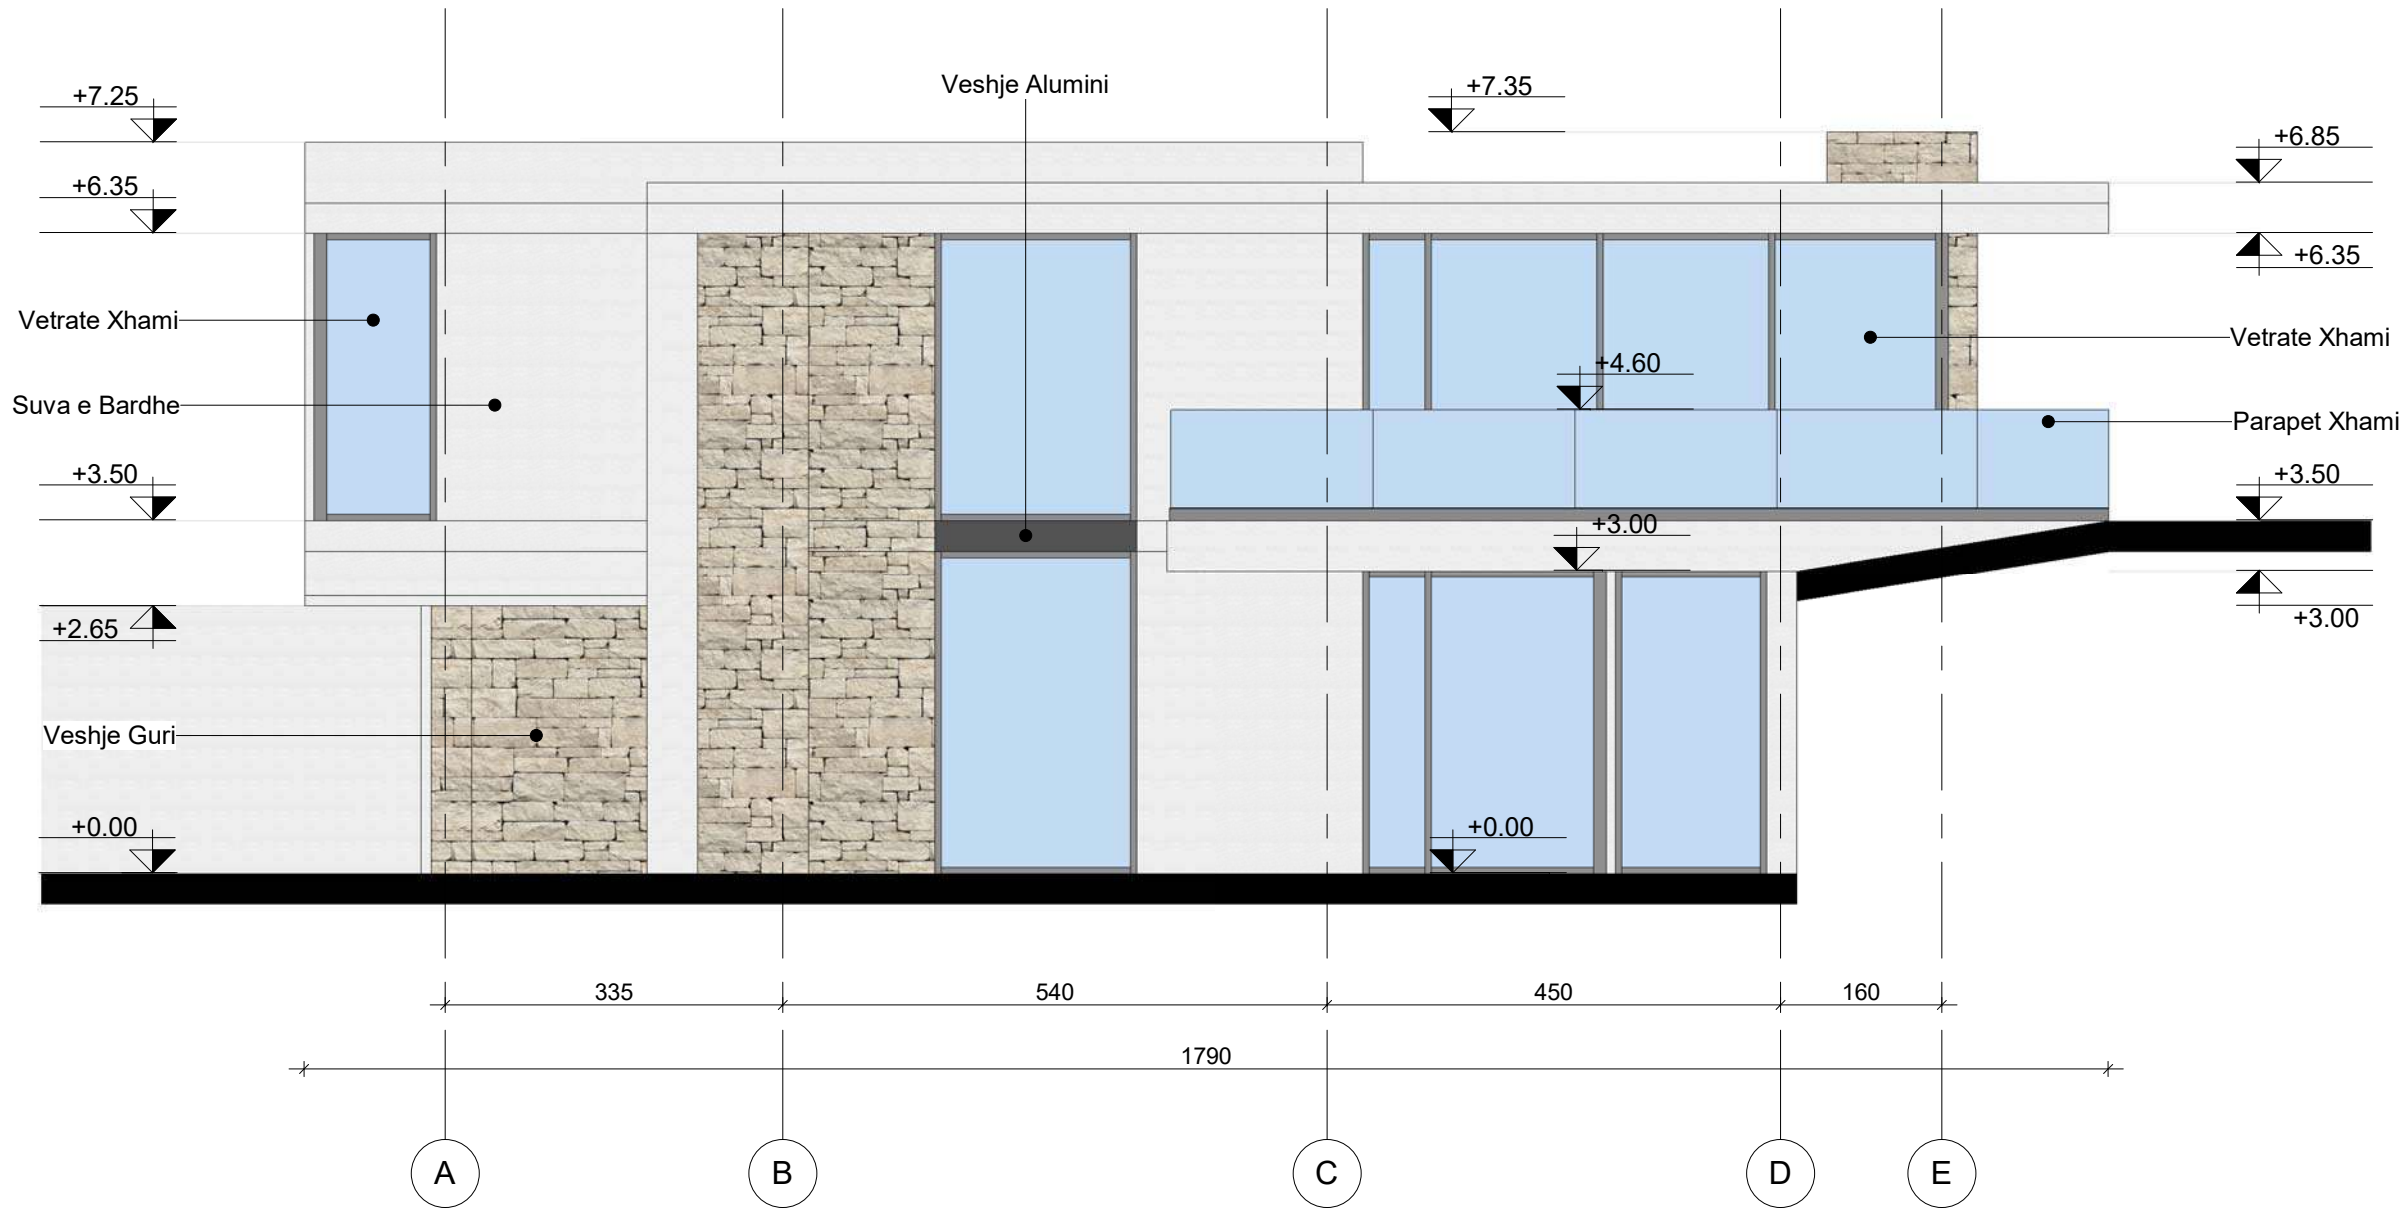 Veshje Alumini
+7.25
+7.35
+6.85
+6.35
+6.35
Vetrate Xhami
Vetrate Xhami
+4.60
Suva e Bardhe
Parapet Xhami
+3.50
+3.50
+3.00
+2.65
+3.00
Veshje Guri
+0.00
+0.00
335
540
450
160
1790
A
B
C
D
E